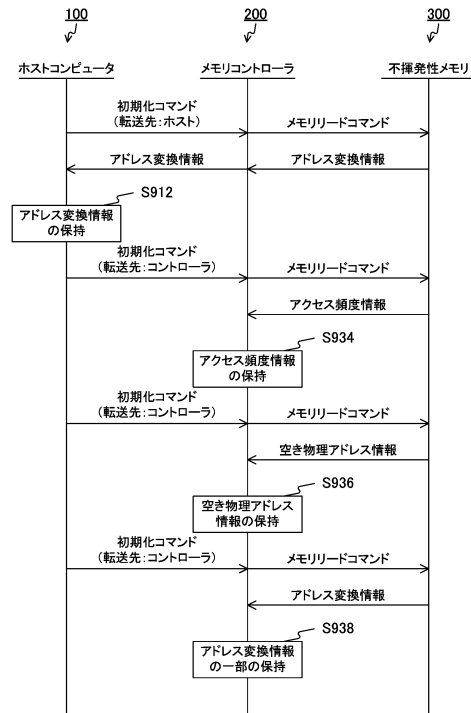 100
200
300
ホストコンピュータ
メモリコントローラ
不揮発性メモリ
初期化コマンド
(転送先:ホスト)
メモリリードコマンド
アドレス変換情報
アドレス変換情報
S912
アドレス変換情報
の保持
初期化コマンド
(転送先:コントローラ)
メモリリードコマンド
アクセス頻度情報
S934
アクセス頻度情報
の保持
初期化コマンド
(転送先:コントローラ)
メモリリードコマンド
空き物理アドレス情報
S936
空き物理アドレス
情報の保持
初期化コマンド
(転送先:コントローラ)
メモリリードコマンド
アドレス変換情報
S938
アドレス変換情報
の一部の保持